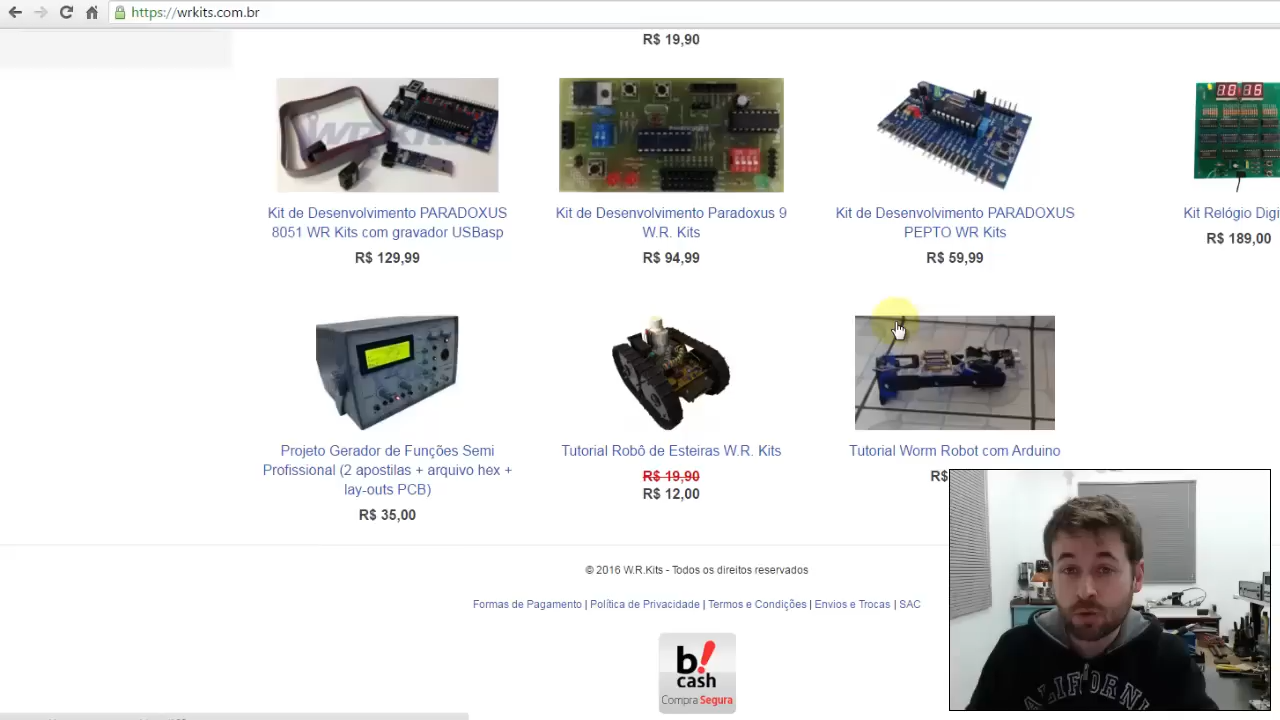 https://wrkits.com.br
R$ 19,90
WRKITS
18 16
Kit de Desenvolvimento PARADOXUS
8051 WR Kits com gravador USBasp
R$ 129,99
Kit de Desenvolvimento Paradoxus 9
W.R. Kits
R$ 94,99
Kit de Desenvolvimento PARADOXUS
PEPTO WR Kits
R$ 59,99
Kit Relógio Digi
R$ 189,00
Projeto Gerador de Funções Semi
Profissional (2 apostilas + arquivo hex +
lay-outs PCB)
R$ 35,00
Tutorial Robô de Esteiras W.R. Kits
R$ 19,90
R$ 12,00
Tutorial Worm Robot com Arduino
R$
© 2016 W.R.Kits - Todos os direitos reservados
Formas de Pagamento | Política de Privacidade | Termos e Condições | Envios e Trocas | SAC
b!
cash
Compra Segura